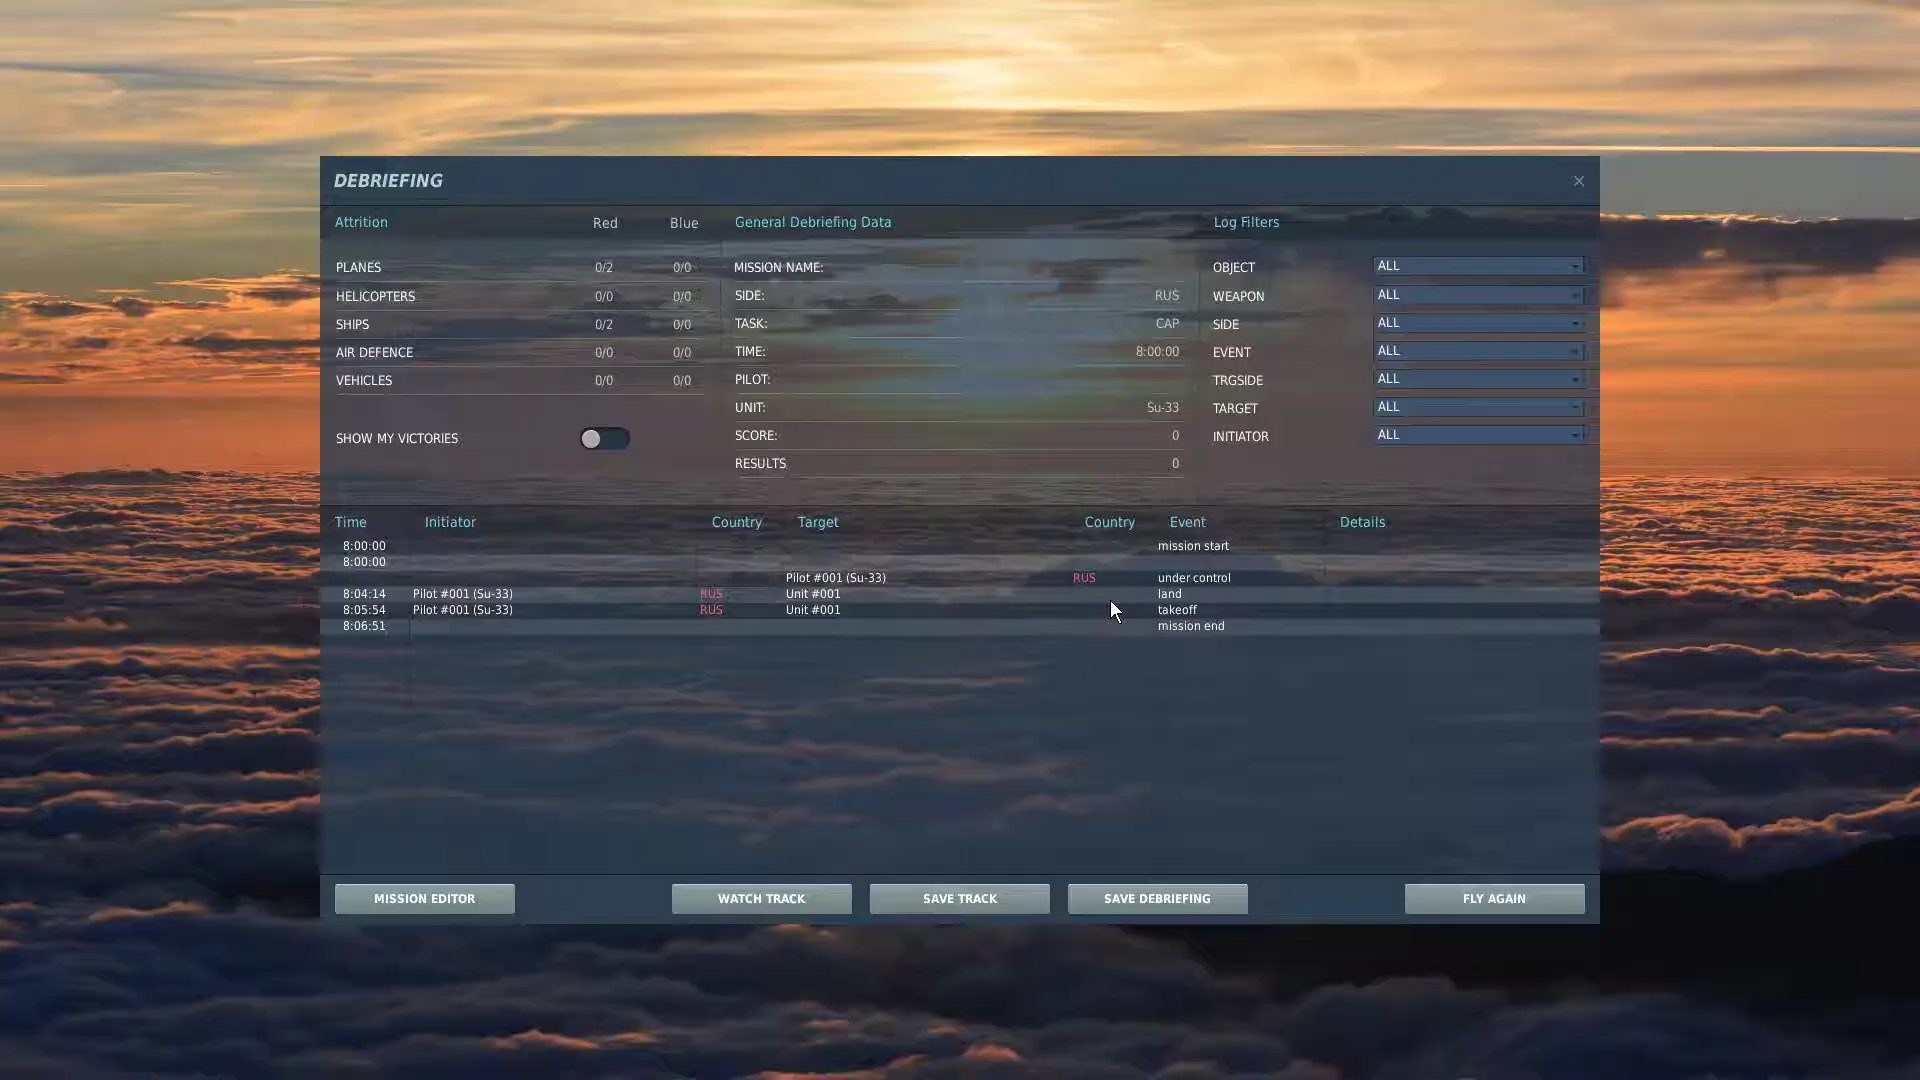 DEBRIEFING
Attrition Red Blue
PLANES 0/2 0/0
HELICOPTERS 0/0 0/0
SHIPS 0/2 0/0
AIR DEFENCE 0/0 0/0
VEHICLES 0/0 0/0
SHOW MY VICTORIES
General Debriefing Data
MISSION NAME:
SIDE: RUS
TASK: CAP
TIME: 8:00:00
PILOT:
UNIT: Su-33
SCORE: 0
RESULTS 0
Log Filters
OBJECT ALL
WEAPON ALL
SIDE ALL
EVENT ALL
TRGSIDE ALL
TARGET ALL
INITIATOR ALL
Time Initiator Country Target Country Event Details
8:00:00 mission start
8:00:00
Pilot #001 (Su-33) RUS under control
8:04:14 Pilot #001 (Su-33) RUS Unit #001 land
8:05:54 Pilot #001 (Su-33) RUS Unit #001 takeoff
8:06:51 mission end
MISSION EDITOR WATCH TRACK SAVE TRACK SAVE DEBRIEFING FLY AGAIN